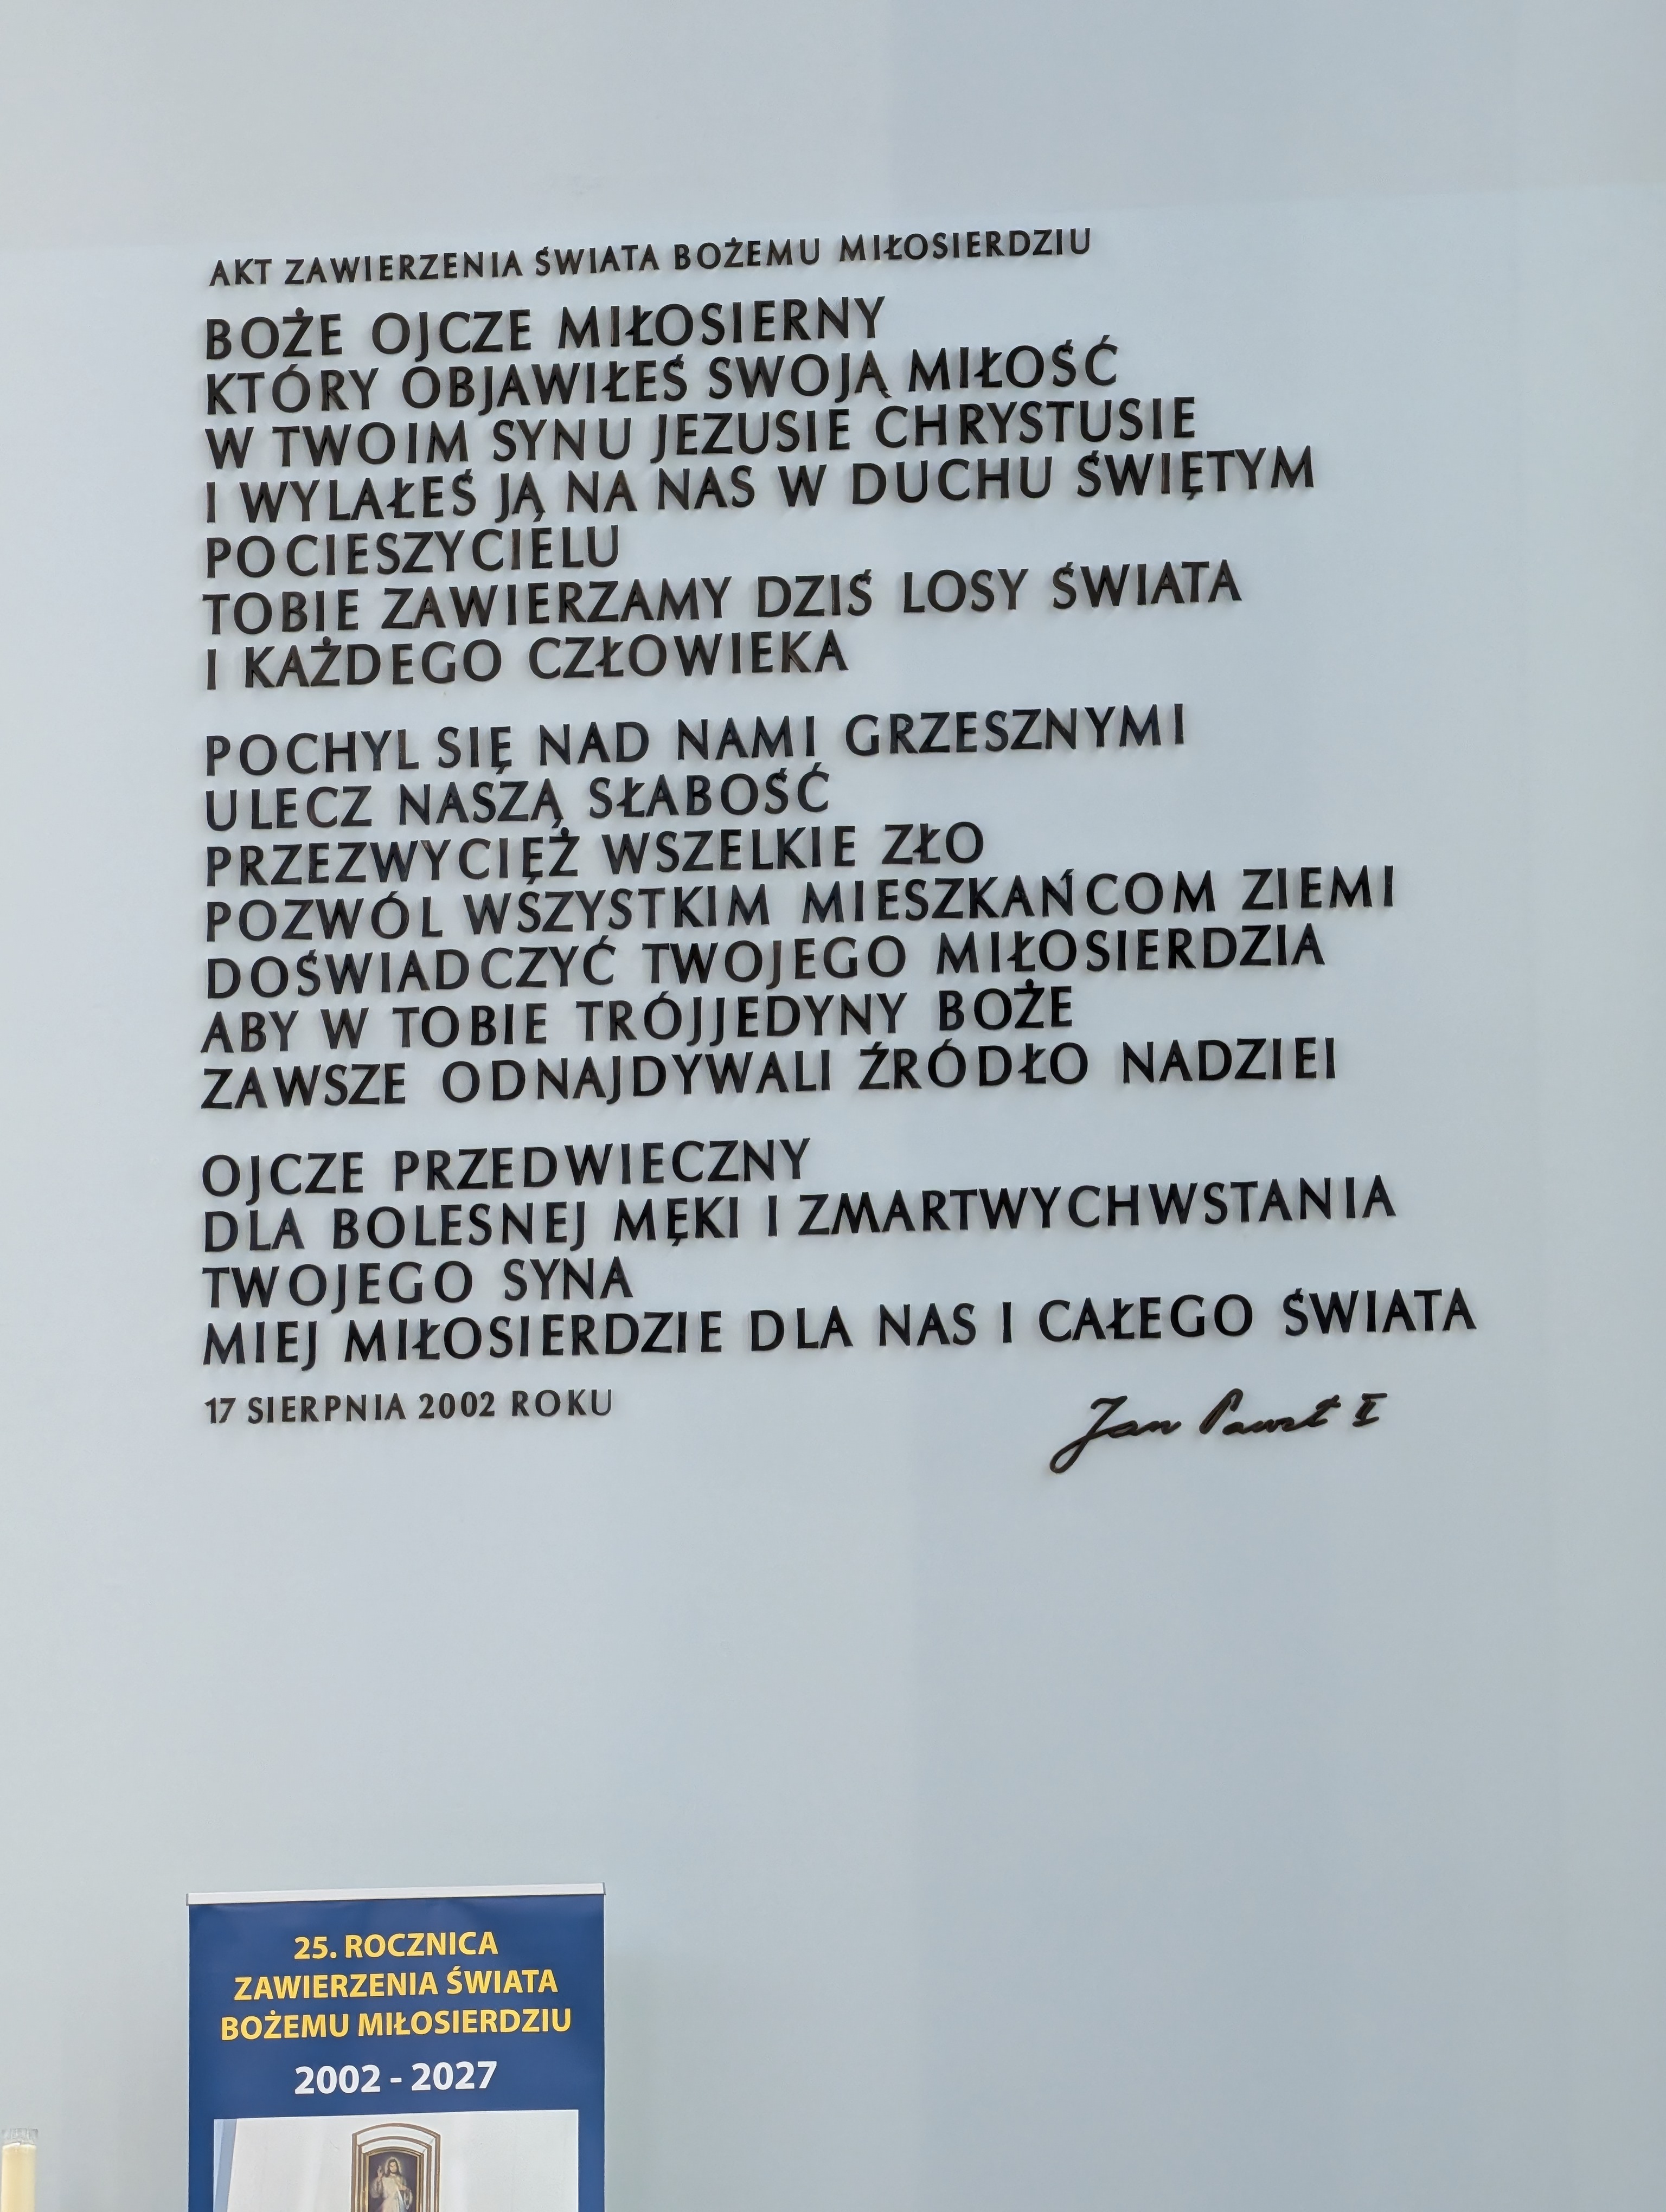 AKT ZAWIERZENIA ŚWIATA BOŻEMU MIŁOSIERDZIU
BOŻE OJCZE MIŁOSIERNY
KTÓRY OBJAWIŁEŚ SWOJĄ MIŁOŚĆ
W TWOIM SYNU JEZUSIE CHRYSTUSIE
I WYLAŁEŚ JĄ NA NAS W DUCHU ŚWIĘTYM
POCIESZYCIELU
TOBIE ZAWIERZAMY DZIŚ LOSY ŚWIATA
I KAŻDEGO CZŁOWIEKA
POCHYL SIĘ NAD NAMI GRZESZNYMI
ULECZ NASZĄ SŁABOŚĆ
PRZEZWYCIĘŻ WSZELKIE ZŁO
POZWÓL WSZYSTKIM MIESZKAŃCOM ZIEMI
DOŚWIADCZYĆ TWOJEGO MIŁOSIERDZIA
ABY W TOBIE TRÓJJEDYNY BOŻE
ZAWSZE ODNAJDYWALI ŹRÓDŁO NADZIEI
OJCZE PRZEDWIECZNY
DLA BOLESNEJ MĘKI I ZMARTWYCHWSTANIA
TWOJEGO SYNA
MIEJ MIŁOSIERDZIE DLA NAS I CAŁEGO ŚWIATA
17 SIERPNIA 2002 ROKU
Jan Paweł II
25. ROCZNICA
ZAWIERZENIA ŚWIATA
BOŻEMU MIŁOSIERDZIU
2002 - 2027